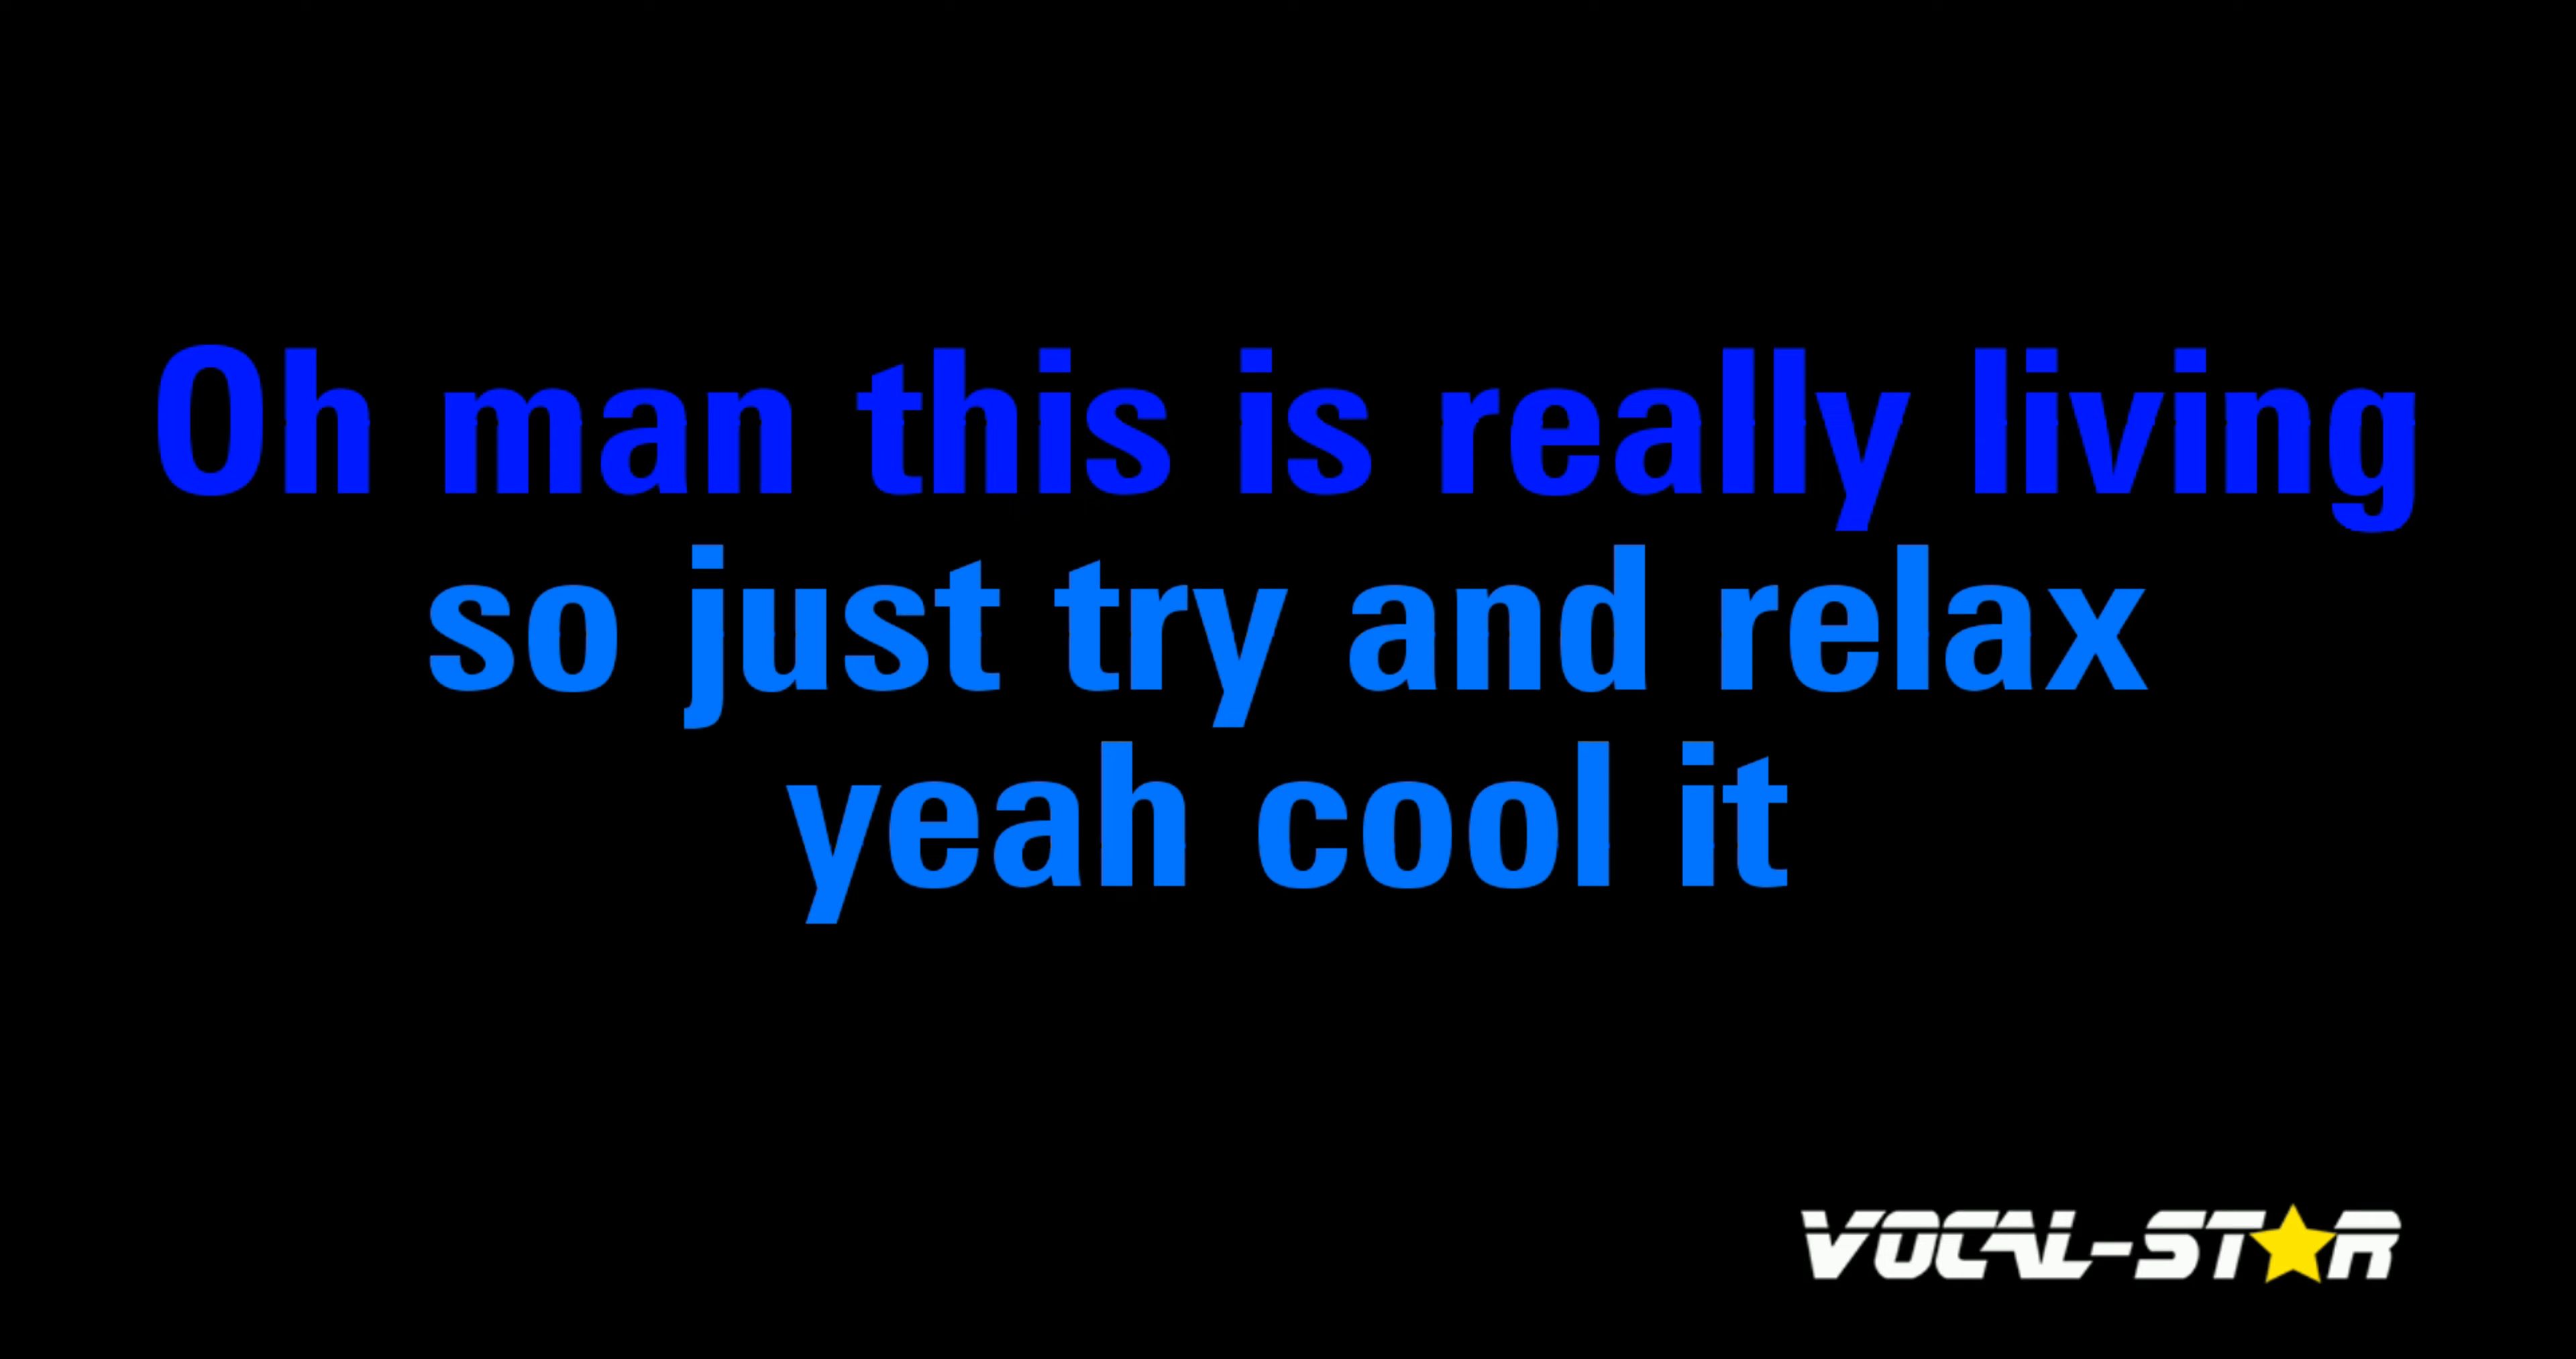 Oh man this is really living
so just try and relax
yeah cool it
VOCAL-STAR